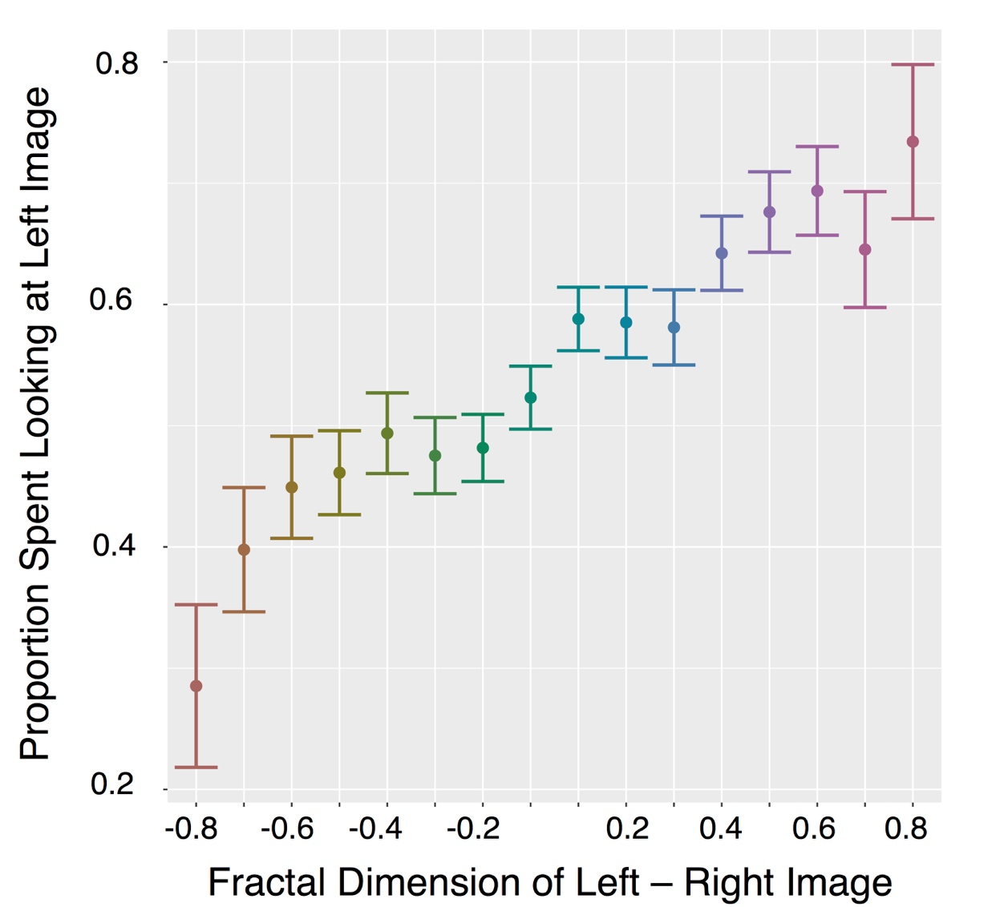 Proportion Spent Looking at Left Image
0.8
0.6
0.4
0.2
-0.8 -0.6 -0.4 -0.2 0.2 0.4 0.6 0.8
Fractal Dimension of Left – Right Image